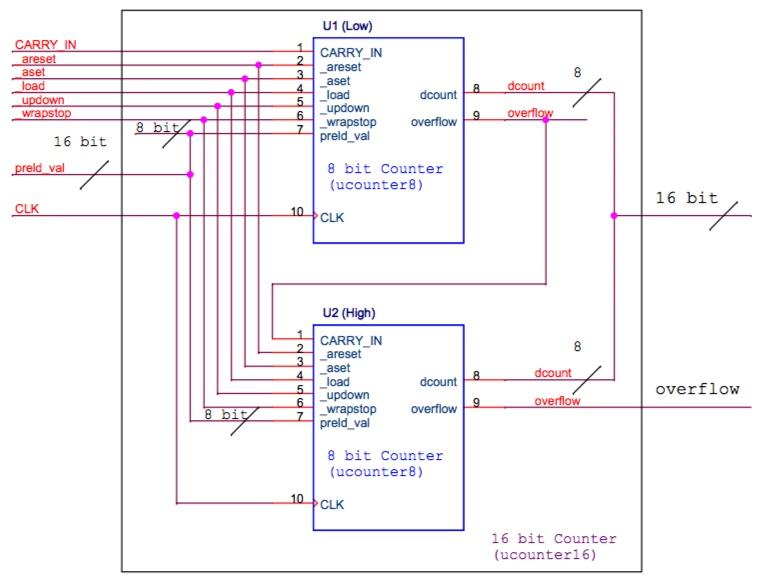 U1 (Low)
CARRY_IN
_areset
_aset
_load
_updown
_wrapstop
8 bit
16 bit
preld_val
CLK
1 CARRY_IN
2 _areset
3 _aset
4 _load
5 _updown
6 _wrapstop
7 preld_val
10 CLK
dcount 8 dcount
overflow 9 overflow
8
8 bit Counter
(ucounter8)
16 bit
U2 (High)
1 CARRY_IN
2 _areset
3 _aset
4 _load
5 _updown
6 _wrapstop
8 bit
7 preld_val
10 CLK
dcount 8 dcount
overflow 9 overflow
8
overflow
8 bit Counter
(ucounter8)
16 bit Counter
(ucounter16)